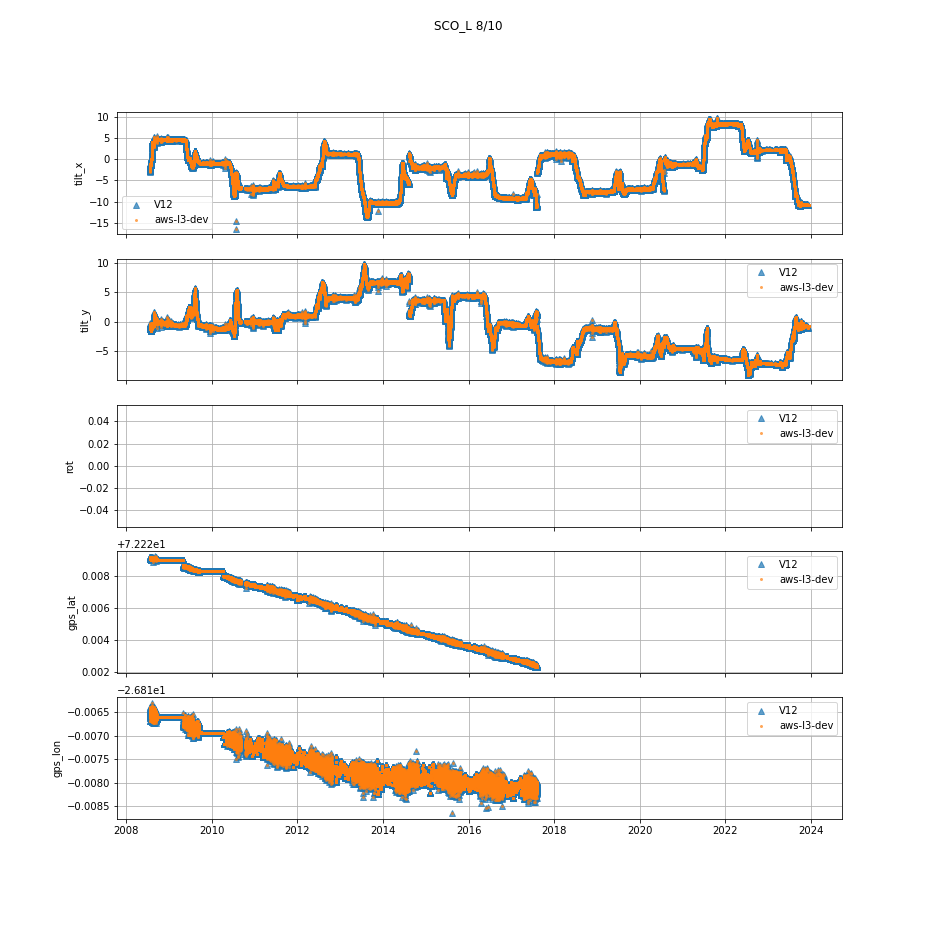 SCO_L 8/10
10
5
0
−5
−10
−15
tilt_x
V12
aws-l3-dev
10
5
0
−5
tilt_y
V12
aws-l3-dev
0.04
0.02
0.00
−0.02
−0.04
rot
V12
aws-l3-dev
+7.222e1
0.008
0.006
0.004
0.002
gps_lat
V12
aws-l3-dev
−2.681e1
−0.0065
−0.0070
−0.0075
−0.0080
−0.0085
gps_lon
V12
aws-l3-dev
2008 2010 2012 2014 2016 2018 2020 2022 2024